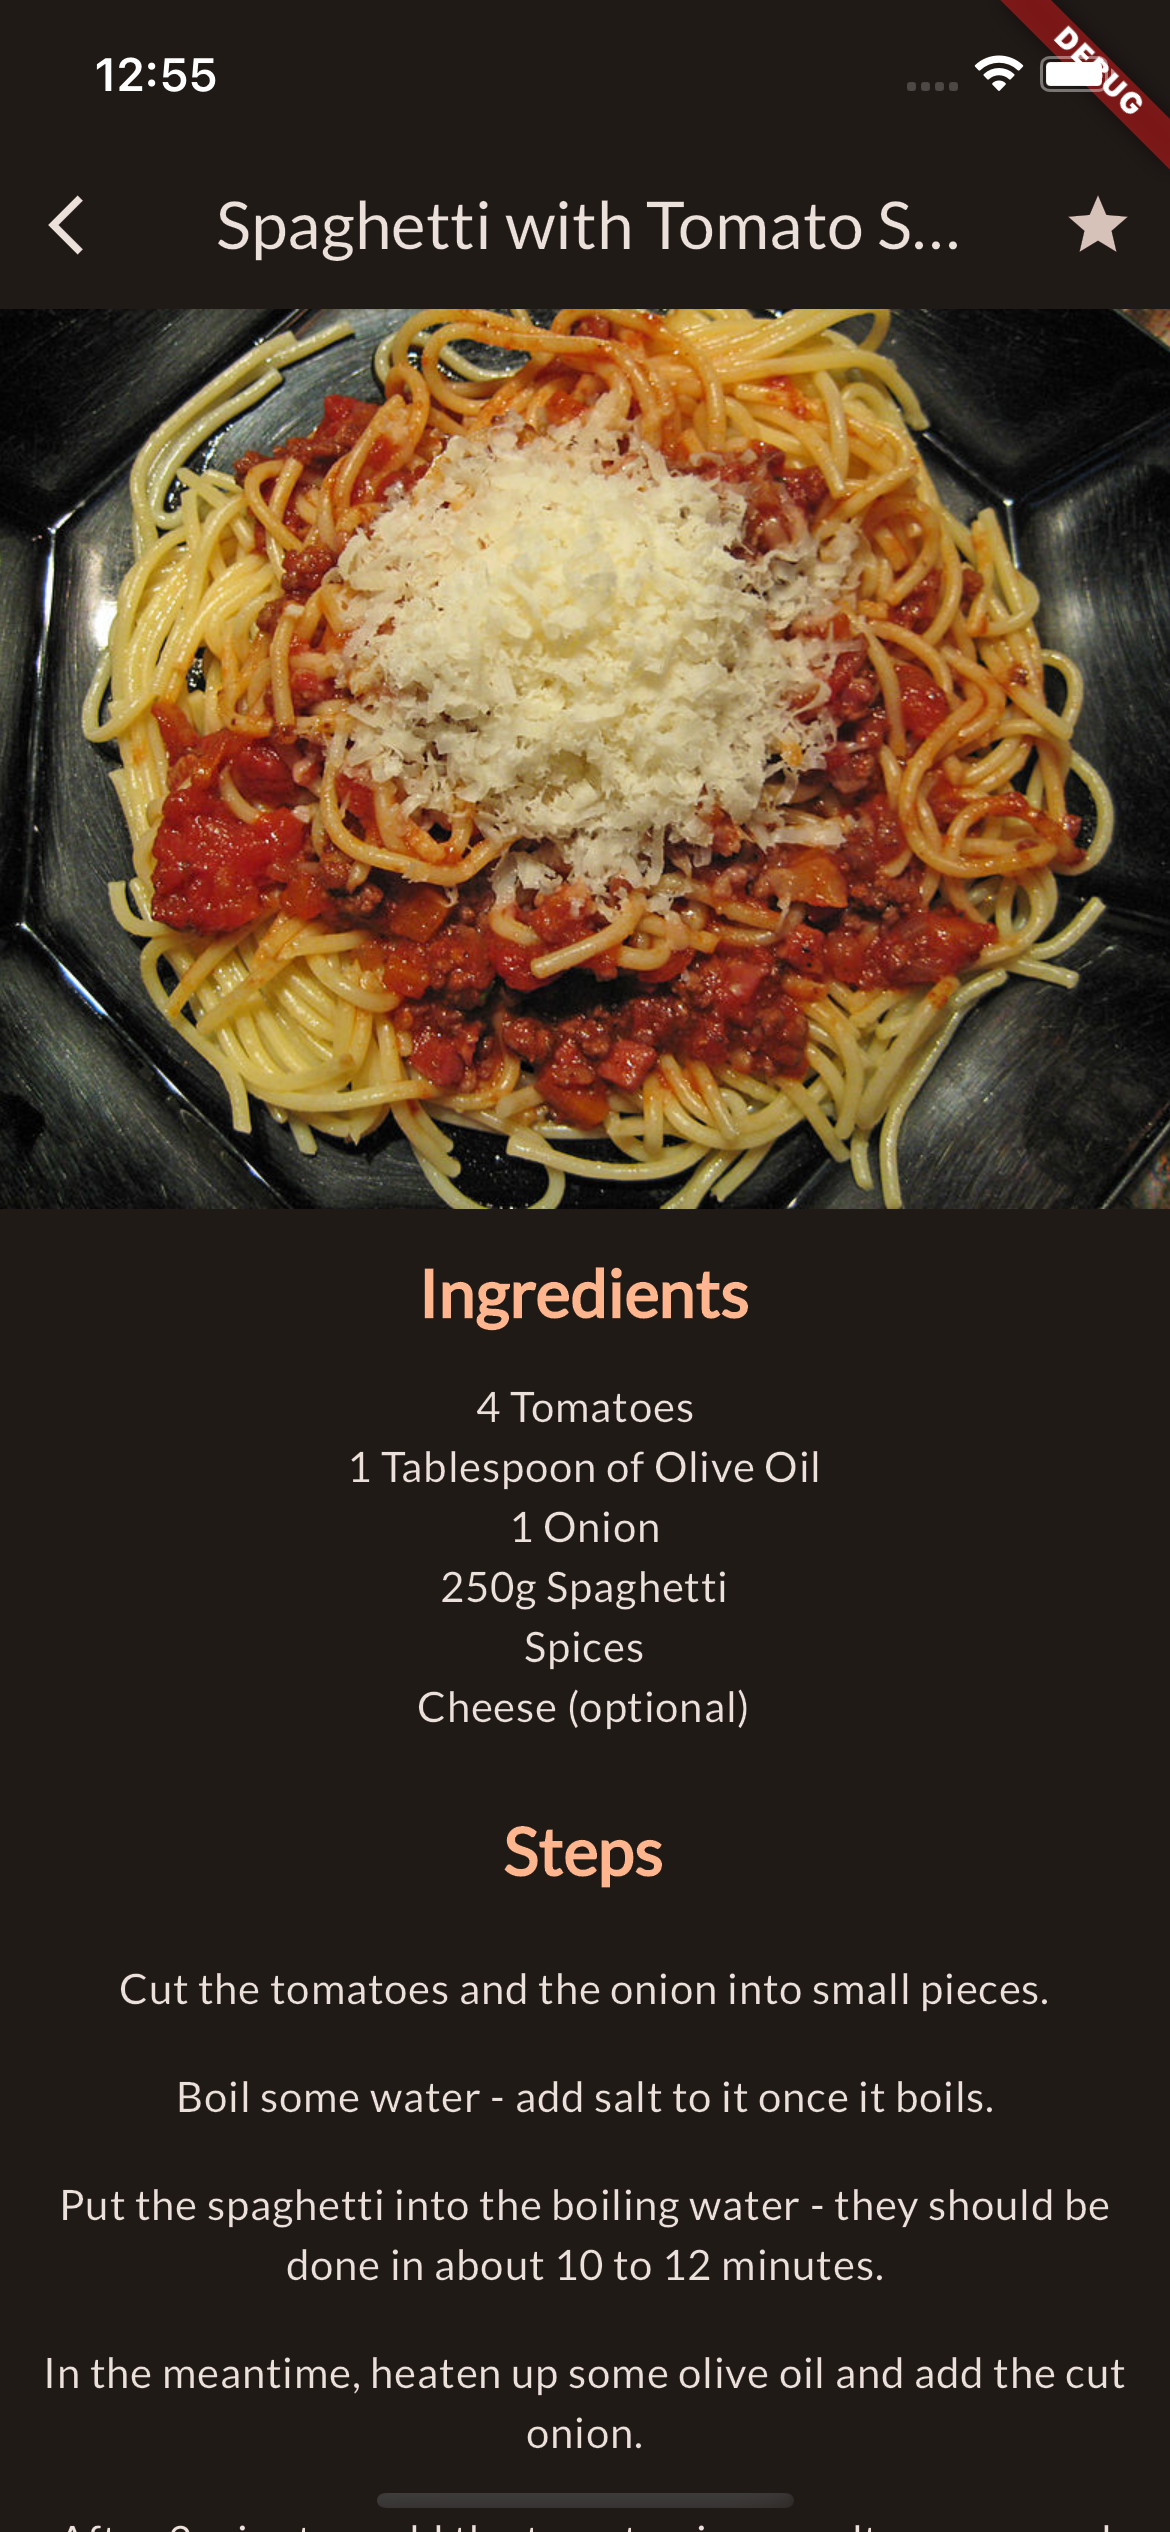 12:55
DEBUG
Spaghetti with Tomato S...
Ingredients
4 Tomatoes
1 Tablespoon of Olive Oil
1 Onion
250g Spaghetti
Spices
Cheese (optional)
Steps
Cut the tomatoes and the onion into small pieces.
Boil some water - add salt to it once it boils.
Put the spaghetti into the boiling water - they should be
done in about 10 to 12 minutes.
In the meantime, heaten up some olive oil and add the cut
onion.